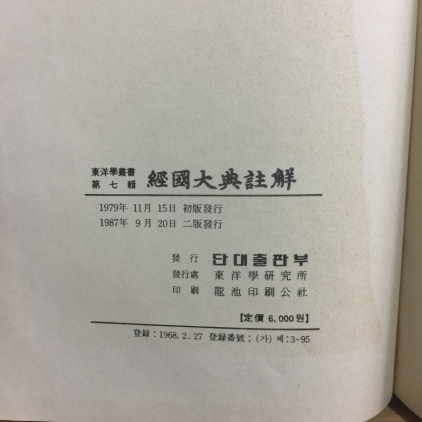 東洋學叢書
第七輯 經國大典註解
1979年 11月 15日 初版發行
1987年 9月 20日 二版發行
發行 단대출판부
發行處 東洋學硏究所
印刷 龍池印刷公社
【定價 6,000원】
登錄:1968.2.27 登錄番號:(가) 제:3-95